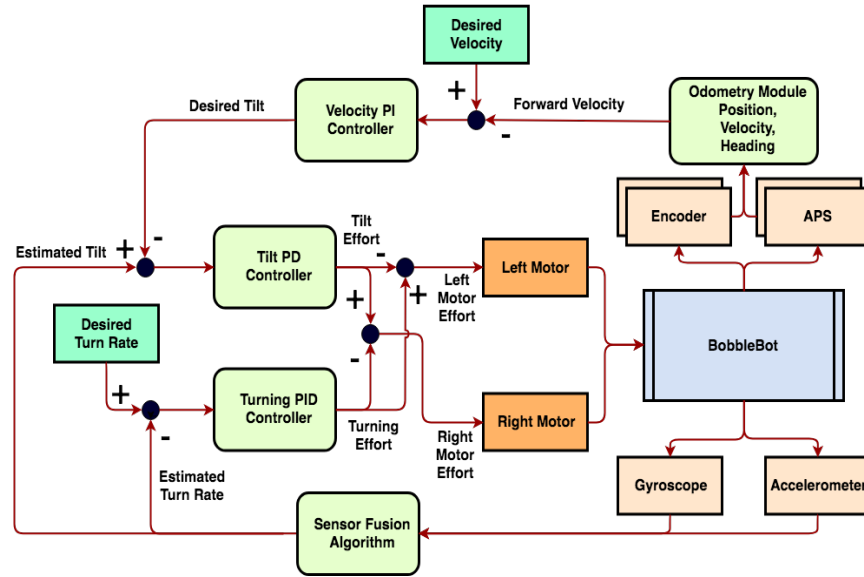 Desired
Velocity
+
-
Forward Velocity
Velocity PI
Controller
Desired Tilt
Odometry Module
Position,
Velocity,
Heading
Encoder
APS
Estimated Tilt
+
-
Tilt PD
Controller
Tilt
Effort
-
+
Left
Motor
Effort
Left Motor
+
-
Desired
Turn Rate
+
-
Turning PID
Controller
Turning
Effort
Right
Motor
Effort
Right Motor
BobbleBot
Estimated
Turn Rate
Sensor Fusion
Algorithm
Gyroscope
Accelerometer